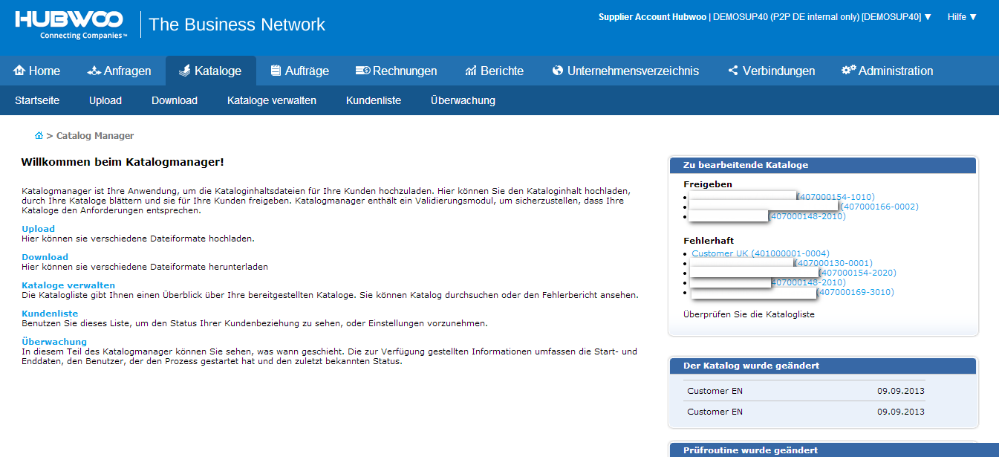 HUBWOO
Connecting Companies™
The Business Network
Supplier Account Hubwoo | DEMOSUP40 (P2P DE internal only) [DEMOSUP40] ▼ Hilfe ▼
Home Anfragen Kataloge Aufträge Rechnungen Berichte Unternehmensverzeichnis Verbindungen Administration
Startseite Upload Download Kataloge verwalten Kundenliste Überwachung
> Catalog Manager
Willkommen beim Katalogmanager!
Katalogmanager ist Ihre Anwendung, um die Kataloginhaltsdateien für Ihre Kunden hochzuladen. Hier können Sie den Kataloginhalt hochladen,
durch Ihre Kataloge blättern und sie für Ihre Kunden freigeben. Katalogmanager enthält ein Validierungsmodul, um sicherzustellen, dass Ihre
Kataloge den Anforderungen entsprechen.
Upload
Hier können sie verschiedene Dateiformate hochladen.
Download
Hier können sie verschiedene Dateiformate herunterladen
Kataloge verwalten
Die Katalogliste gibt Ihnen einen Überblick über Ihre bereitgestellten Kataloge. Sie können Katalog durchsuchen oder den Fehlerbericht ansehen.
Kundenliste
Benutzen Sie dieses Liste, um den Status Ihrer Kundenbeziehung zu sehen, oder Einstellungen vorzunehmen.
Überwachung
In diesem Teil des Katalogmanager können Sie sehen, was wann geschieht. Die zur Verfügung gestellten Informationen umfassen die Start- und
Enddaten, den Benutzer, der den Prozess gestartet hat und den zuletzt bekannten Status.
Zu bearbeitende Kataloge
Freigeben
• (407000154-1010)
• (407000166-0002)
• (407000148-2010)
Fehlerhaft
• Customer UK (401000001-0004)
• (407000130-0001)
• (407000154-2020)
• 407000148-2010)
• (407000169-3010)
Überprüfen Sie die Katalogliste
Der Katalog wurde geändert
Customer EN 09.09.2013
Customer EN 09.09.2013
Prüfroutine wurde geändert